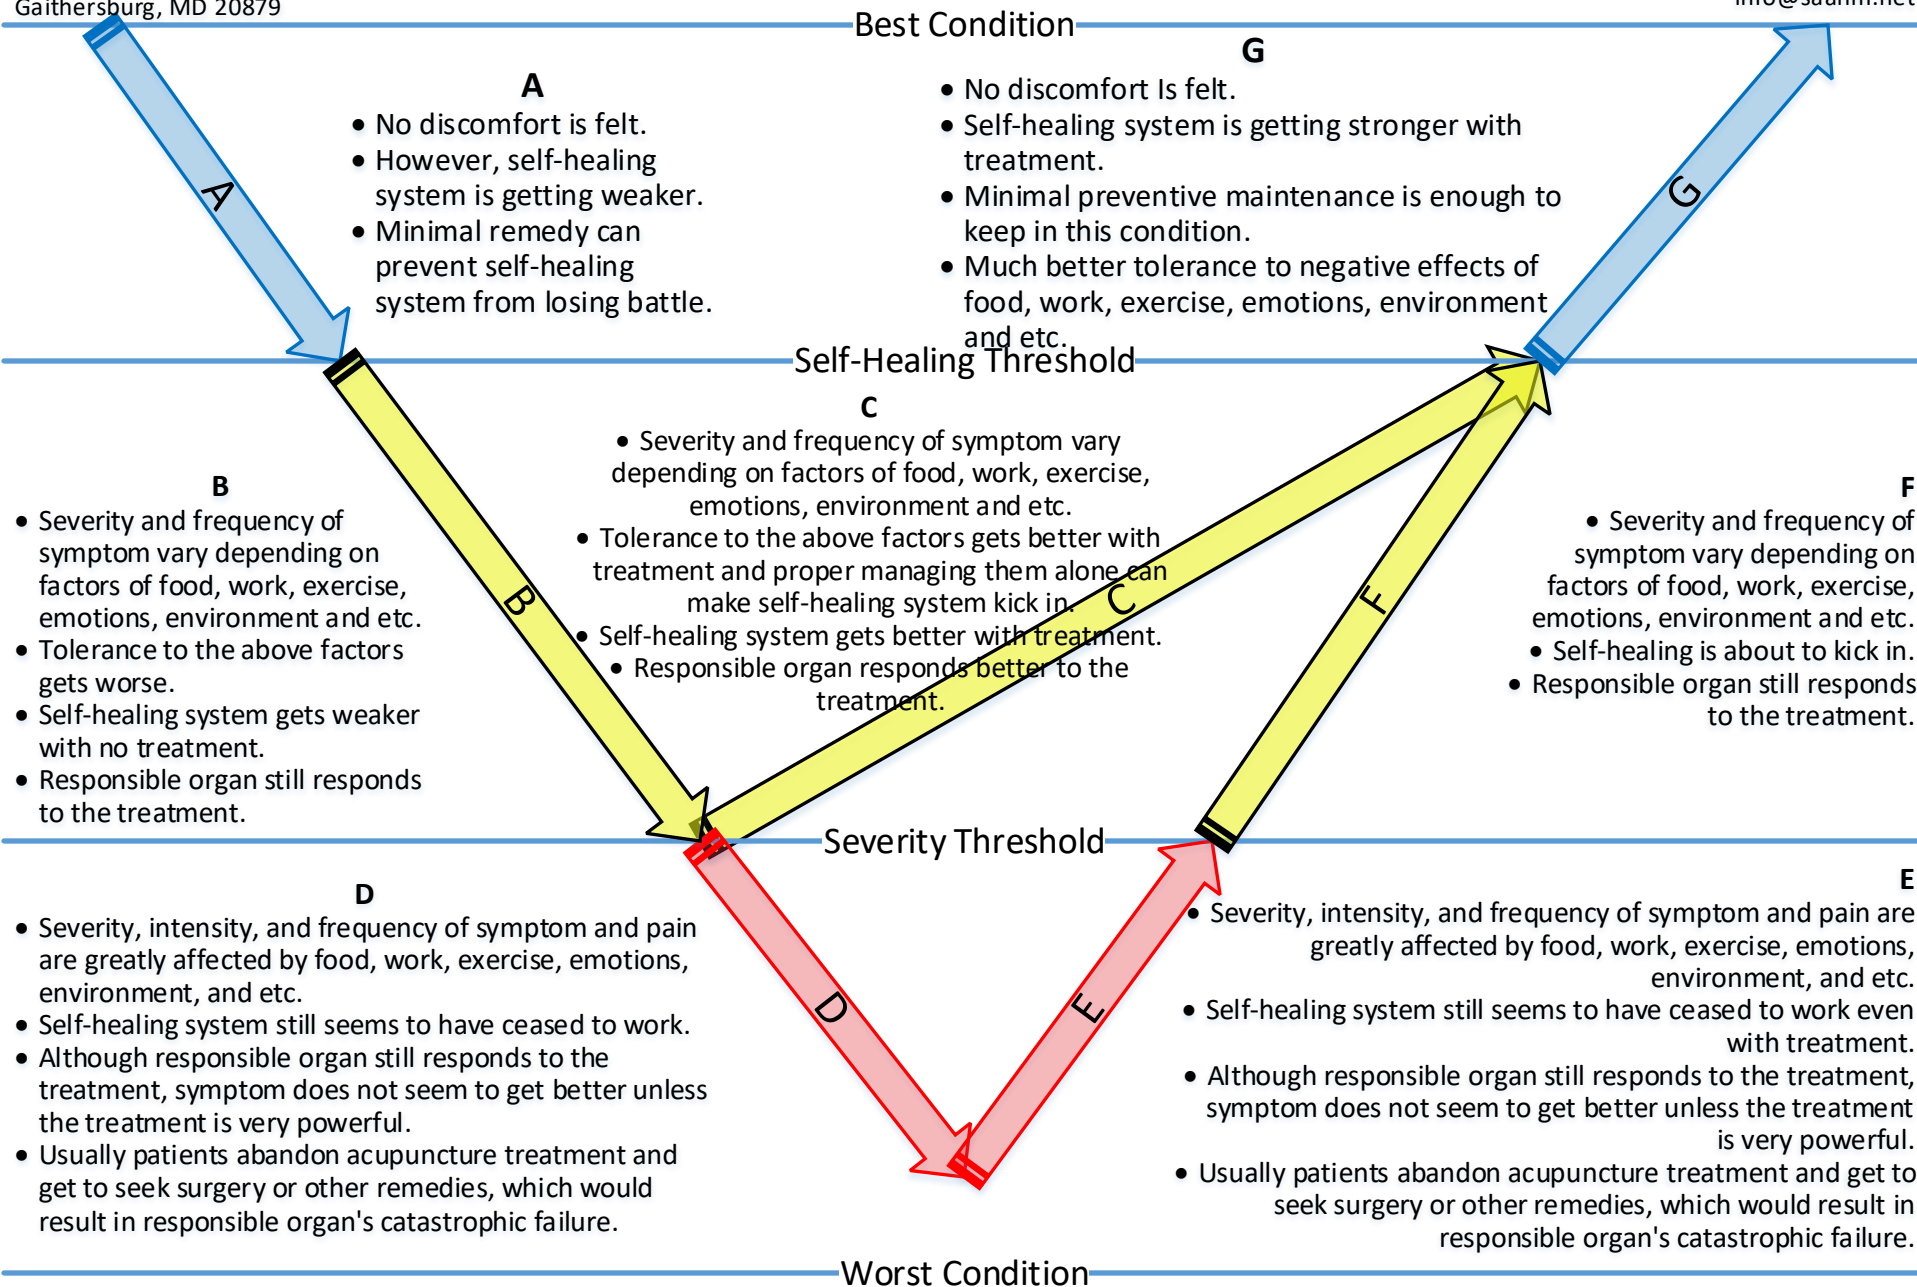 Gaithersburg, MD 20879
info@saahm.net
Best Condition
A
• No discomfort is felt.
• However, self-healing
system is getting weaker.
• Minimal remedy can
prevent self-healing
system from losing battle.
G
• No discomfort Is felt.
• Self-healing system is getting stronger with
treatment.
• Minimal preventive maintenance is enough to
keep in this condition.
• Much better tolerance to negative effects of
food, work, exercise, emotions, environment
and etc.
A
G
Self-Healing Threshold
C
• Severity and frequency of symptom vary
depending on factors of food, work, exercise,
emotions, environment and etc.
• Tolerance to the above factors gets better with
treatment and proper managing them alone can
make self-healing system kick in.
• Self-healing system gets better with treatment.
• Responsible organ responds better to the
treatment.
B
• Severity and frequency of
symptom vary depending on
factors of food, work, exercise,
emotions, environment and etc.
• Tolerance to the above factors
gets worse.
• Self-healing system gets weaker
with no treatment.
• Responsible organ still responds
to the treatment.
B
C
F
F
• Severity and frequency of
symptom vary depending on
factors of food, work, exercise,
emotions, environment and etc.
• Self-healing is about to kick in.
• Responsible organ still responds
to the treatment.
Severity Threshold
D
• Severity, intensity, and frequency of symptom and pain
are greatly affected by food, work, exercise, emotions,
environment, and etc.
• Self-healing system still seems to have ceased to work.
• Although responsible organ still responds to the
treatment, symptom does not seem to get better unless
the treatment is very powerful.
• Usually patients abandon acupuncture treatment and
get to seek surgery or other remedies, which would
result in responsible organ's catastrophic failure.
D
E
E
• Severity, intensity, and frequency of symptom and pain are
greatly affected by food, work, exercise, emotions,
environment, and etc.
• Self-healing system still seems to have ceased to work even
with treatment.
• Although responsible organ still responds to the treatment,
symptom does not seem to get better unless the treatment
is very powerful.
• Usually patients abandon acupuncture treatment and get to
seek surgery or other remedies, which would result in
responsible organ's catastrophic failure.
Worst Condition